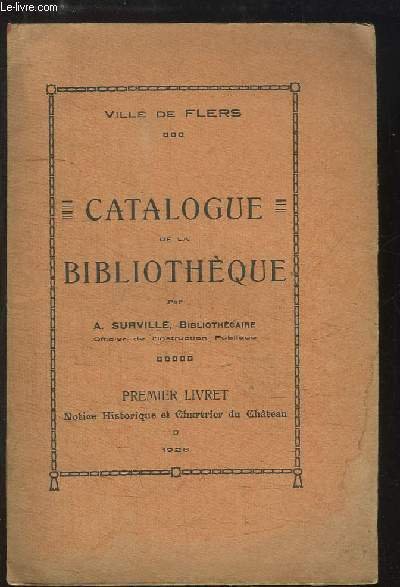 le-livre.com
VILLE DE FLERS
CATALOGUE
DE LA
BIBLIOTHÈQUE
PAR
A. SURVILLE, BIBLIOTHÉCAIRE
Officier de l'Instruction Publique
PREMIER LIVRET
Notice Historique et Chartrier du Château